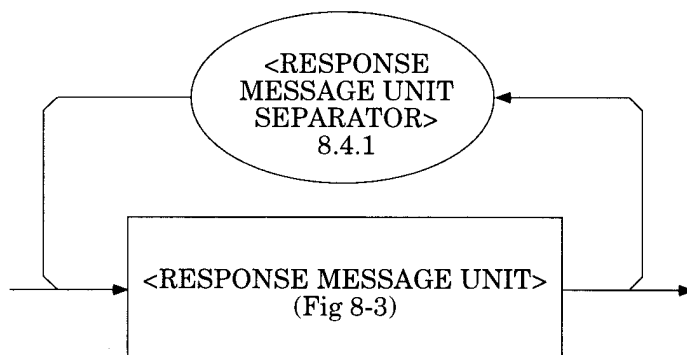 <RESPONSE
MESSAGE UNIT
SEPARATOR>
8.4.1
<RESPONSE MESSAGE UNIT>
(Fig 8-3)